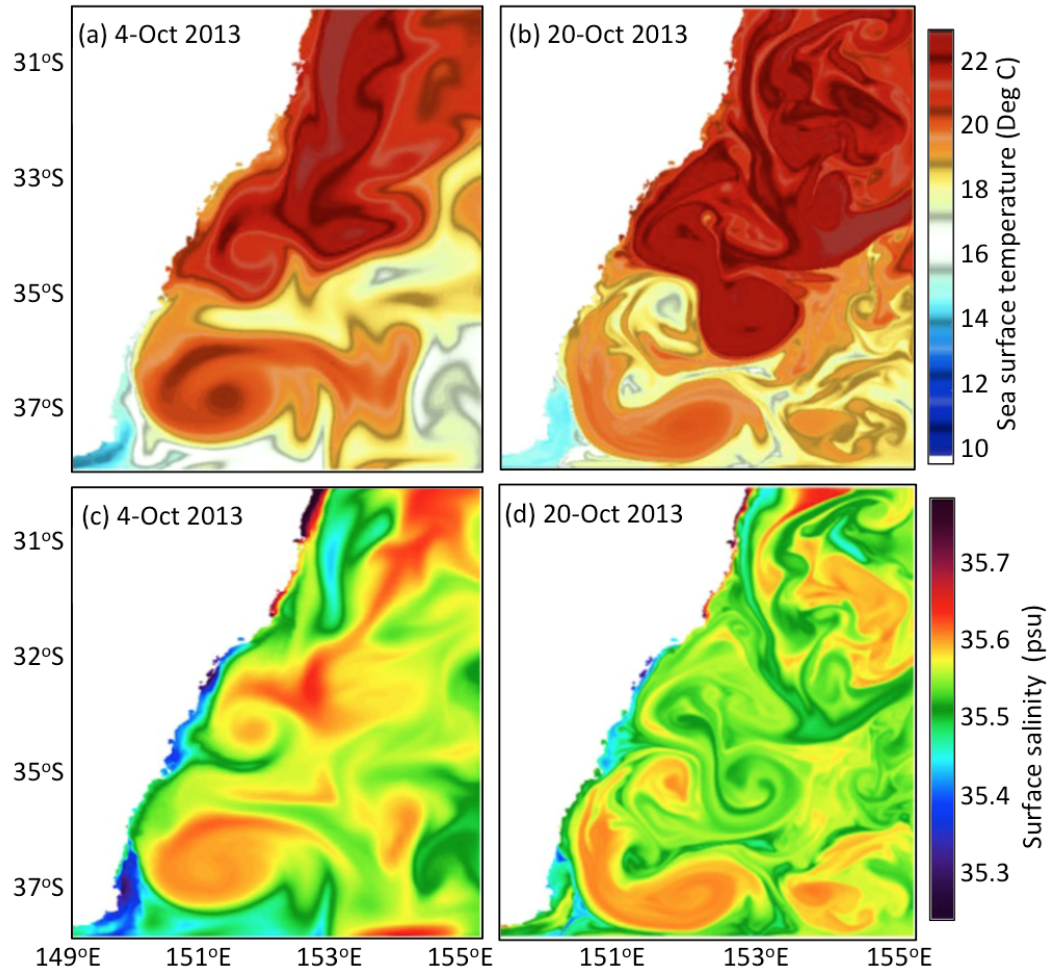 (a) 4-Oct 2013
(b) 20-Oct 2013
31°S
33°S
35°S
37°S
22
20
18
16
14
12
10
Sea surface temperature (Deg C)
(c) 4-Oct 2013
(d) 20-Oct 2013
31°S
32°S
35°S
37°S
35.7
35.6
35.5
35.4
35.3
Surface salinity (psu)
149°E
151°E
153°E
155°E
151°E
153°E
155°E